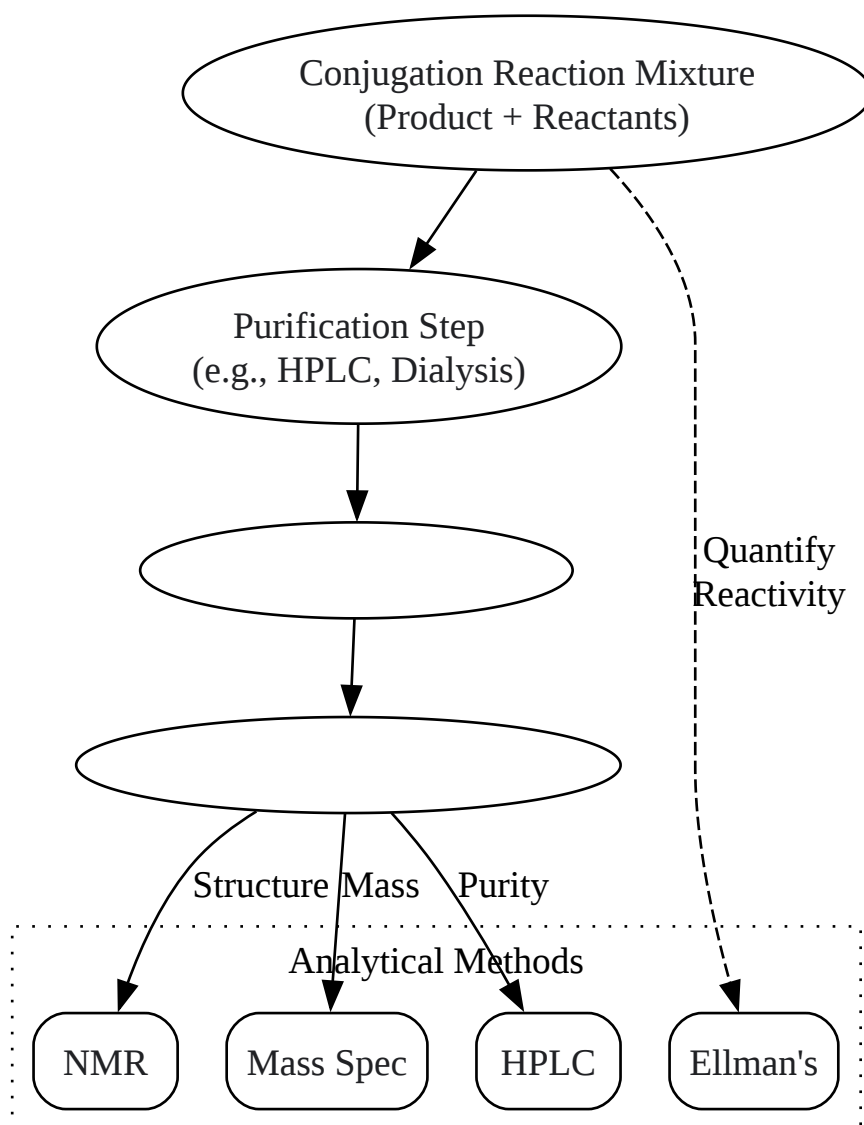 Conjugation Reaction Mixture
(Product + Reactants)
Purification Step
(e.g., HPLC, Dialysis)
Quantify
Reactivity
Structure
Mass
Purity
Analytical Methods
NMR
Mass Spec
HPLC
Ellman's